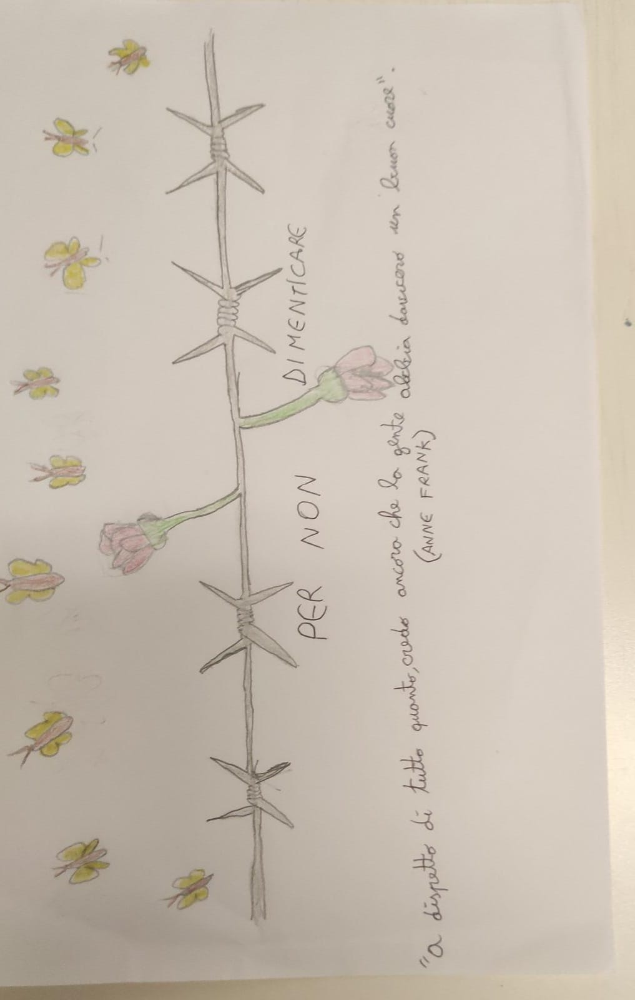 PER NON DIMENTICARE
"a dispetto di tutto quanto, credo ancora che la gente abbia davvero un buon cuore".
(ANNE FRANK)